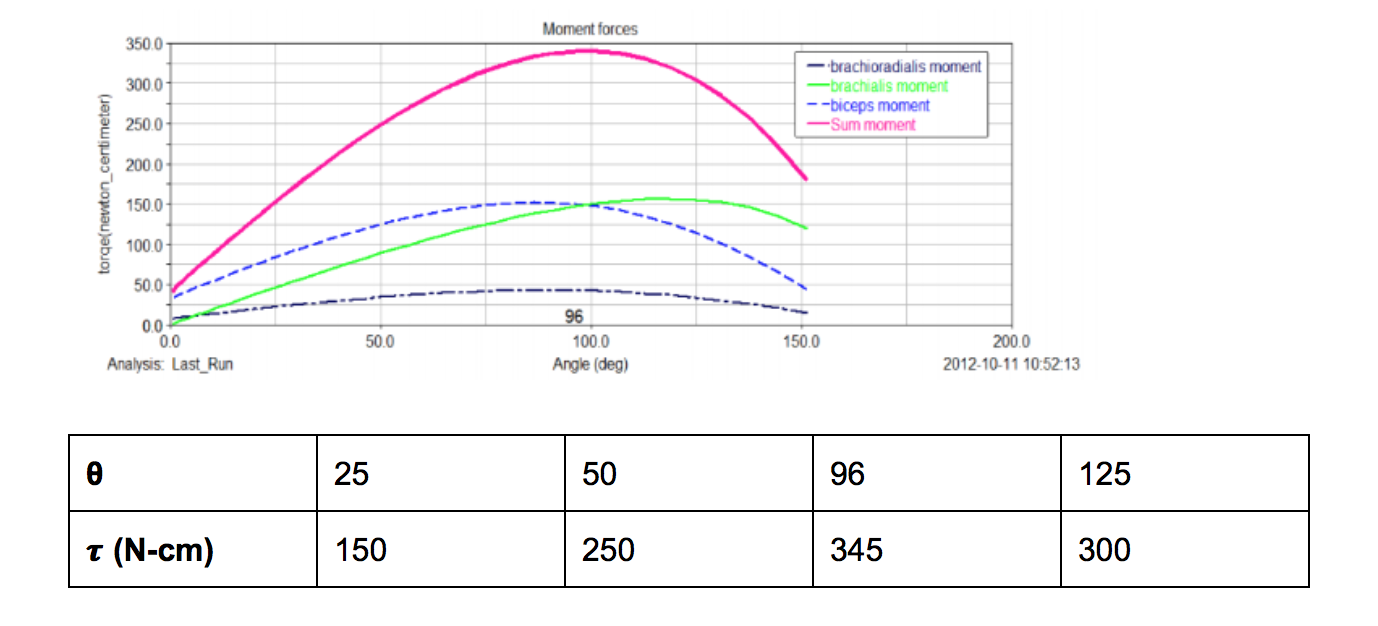 Moment forces
350.0
300.0
250.0
200.0
150.0
100.0
50.0
0.0
torqe(newton_centimeter)
brachioradialis moment
brachialis moment
biceps moment
Sum moment
96
0.0 50.0 100.0 150.0 200.0
Analysis: Last_Run Angle (deg) 2012-10-11 10:52:13
θ 25 50 96 125
τ (N-cm) 150 250 345 300